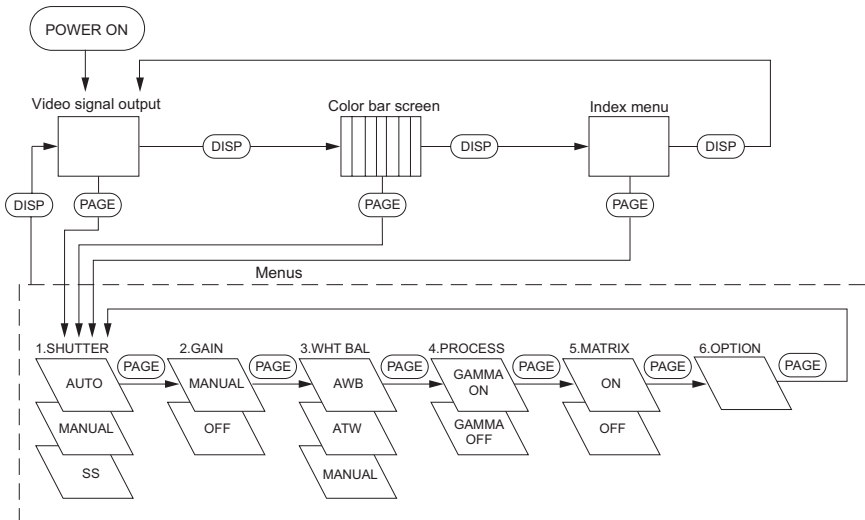 POWER ON
Video signal output
Color bar screen
Index menu
DISP
DISP
DISP
DISP
PAGE
PAGE
PAGE
Menus
1.SHUTTER
2.GAIN
3.WHT BAL
4.PROCESS
5.MATRIX
6.OPTION
PAGE
PAGE
PAGE
PAGE
PAGE
PAGE
AUTO
MANUAL
AWB
GAMMA
ON
ON
MANUAL
OFF
ATW
GAMMA
OFF
OFF
SS
MANUAL